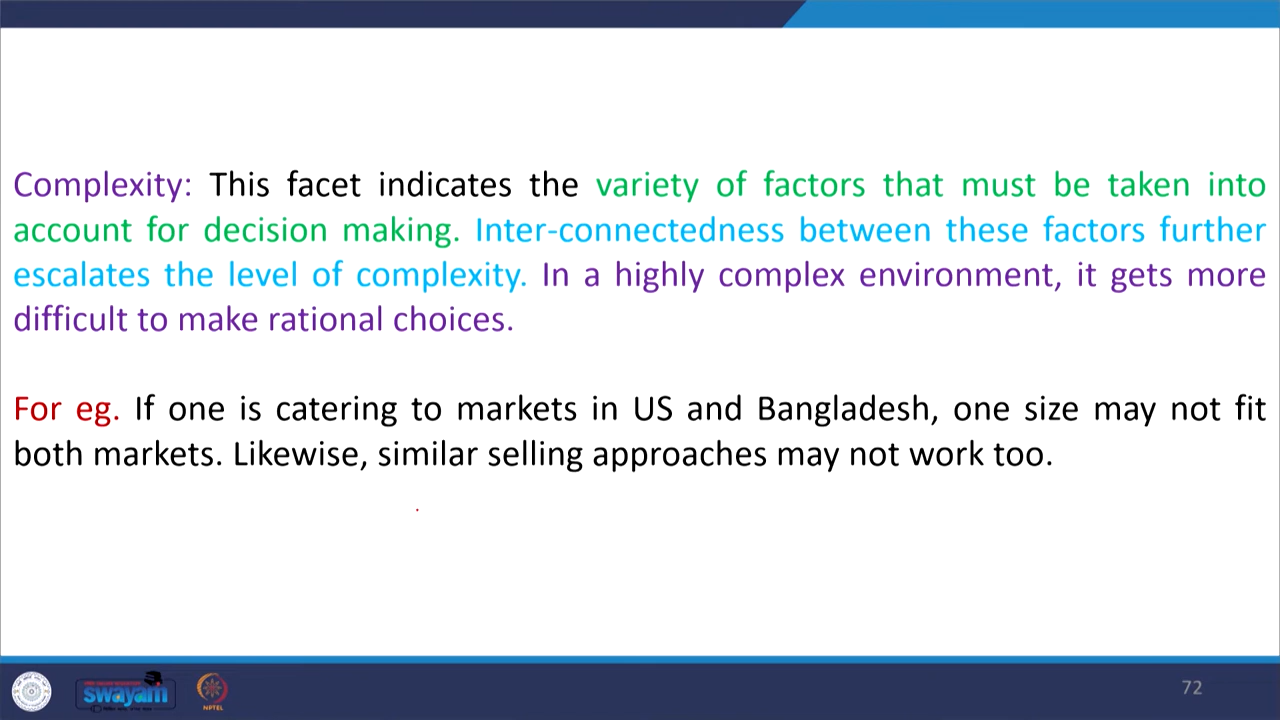 Complexity: This facet indicates the variety of factors that must be taken into
account for decision making. Inter-connectedness between these factors further
escalates the level of complexity. In a highly complex environment, it gets more
difficult to make rational choices.
For eg. If one is catering to markets in US and Bangladesh, one size may not fit
both markets. Likewise, similar selling approaches may not work too.
swayam
NPTEL
72